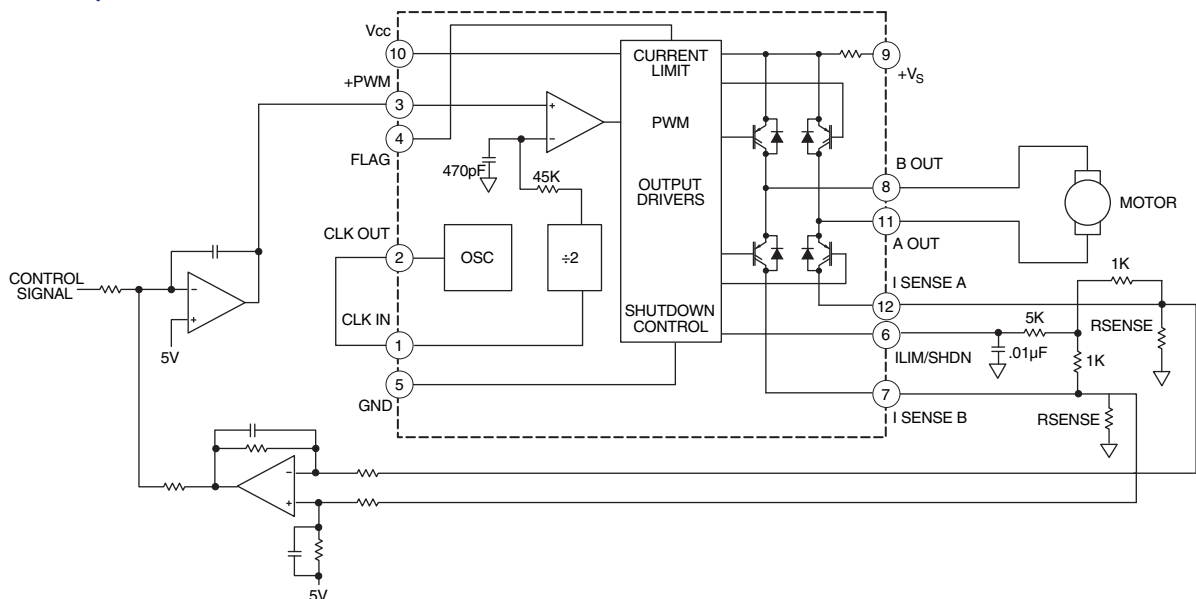 Vcc
10
+PWM
3
4
FLAG
470pF
45K
CLK OUT
2
OSC
÷2
CLK IN
1
5
GND
CURRENT
LIMIT
PWM
OUTPUT
DRIVERS
SHUTDOWN
CONTROL
9
+VS
B OUT
8
11
A OUT
MOTOR
I SENSE A
12
6
ILIM/SHDN
7
I SENSE B
1K
5K
.01µF
1K
RSENSE
RSENSE
CONTROL
SIGNAL
-
+
5V
+
-
-
+
5V